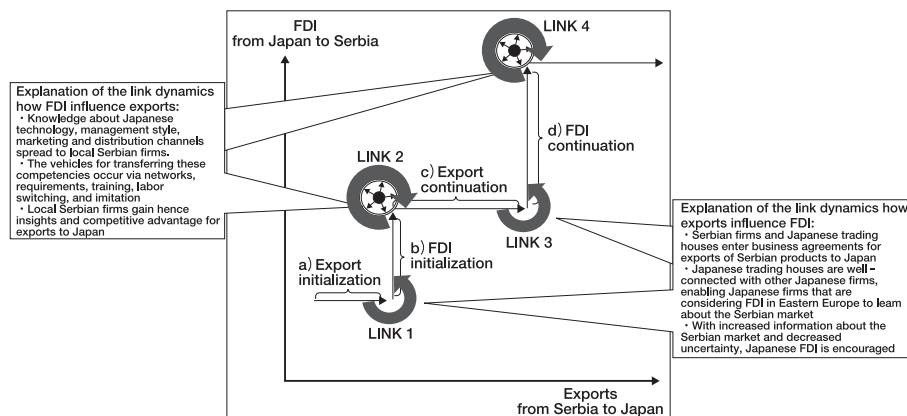 FDI
from Japan to Serbia
LINK 4
Explanation of the link dynamics
how FDI influence exports:
・Knowledge about Japanese
technology, management style,
marketing and distribution channels
spread to local Serbian firms.
・The vehicles for transferring these
competencies occur via networks,
requirements, training, labor
switching, and imitation
・Local Serbian firms gain hence
insights and competitive advantage for
exports to Japan
d) FDI
continuation
LINK 2
c) Export
continuation
LINK 3
b) FDI
initialization
a) Export
initialization
LINK 1
Explanation of the link dynamics how
exports influence FDI:
・Serbian firms and Japanese trading
houses enter business agreements for
exports of Serbian products to Japan
・Japanese trading houses are well -
connected with other Japanese firms,
enabling Japanese firms that are
considering FDI in Eastern Europe to learn
about the Serbian market
・With increased information about the
Serbian market and decreased
uncertainty, Japanese FDI is encouraged
Exports
from Serbia to Japan